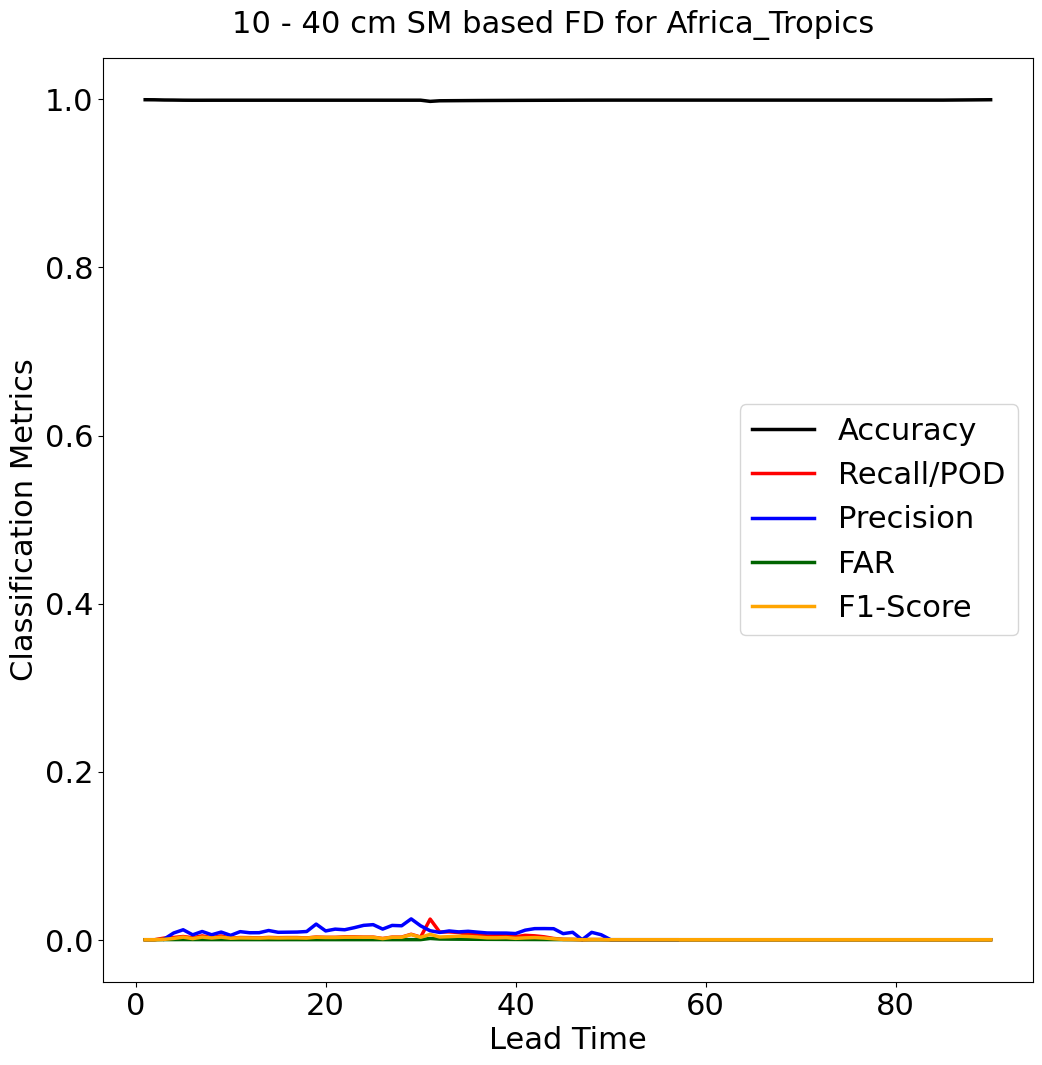 10 - 40 cm SM based FD for Africa_Tropics
1.0
0.8
0.6
0.4
0.2
0.0
Classification Metrics
Accuracy
Recall/POD
Precision
FAR
F1-Score
0 20 40 60 80
Lead Time